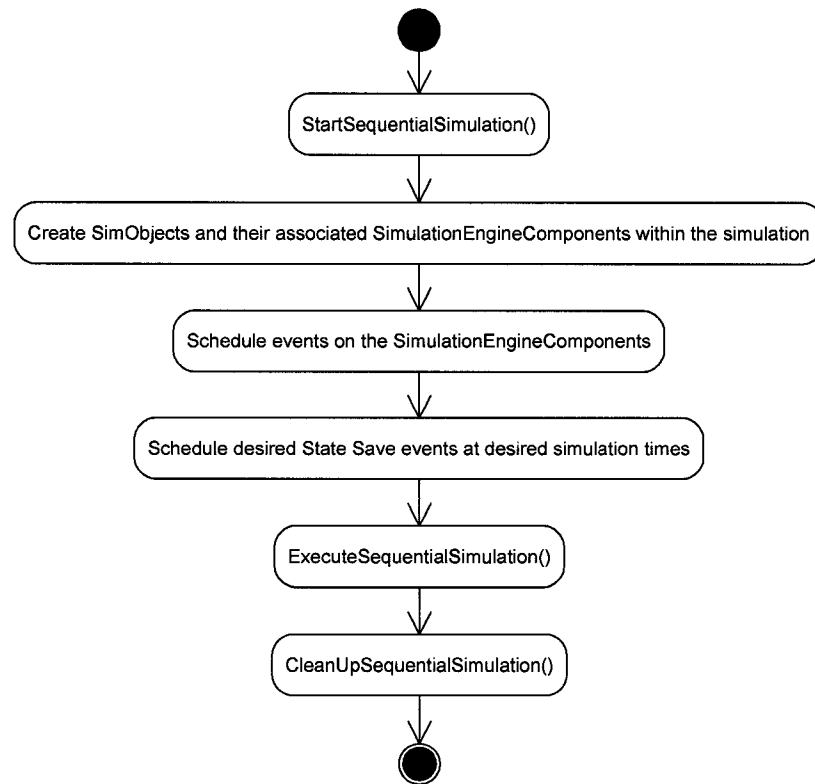 StartSequentialSimulation()
Create SimObjects and their associated SimulationEngineComponents within the simulation
Schedule events on the SimulationEngineComponents
Schedule desired State Save events at desired simulation times
ExecuteSequentialSimulation()
CleanUpSequentialSimulation()